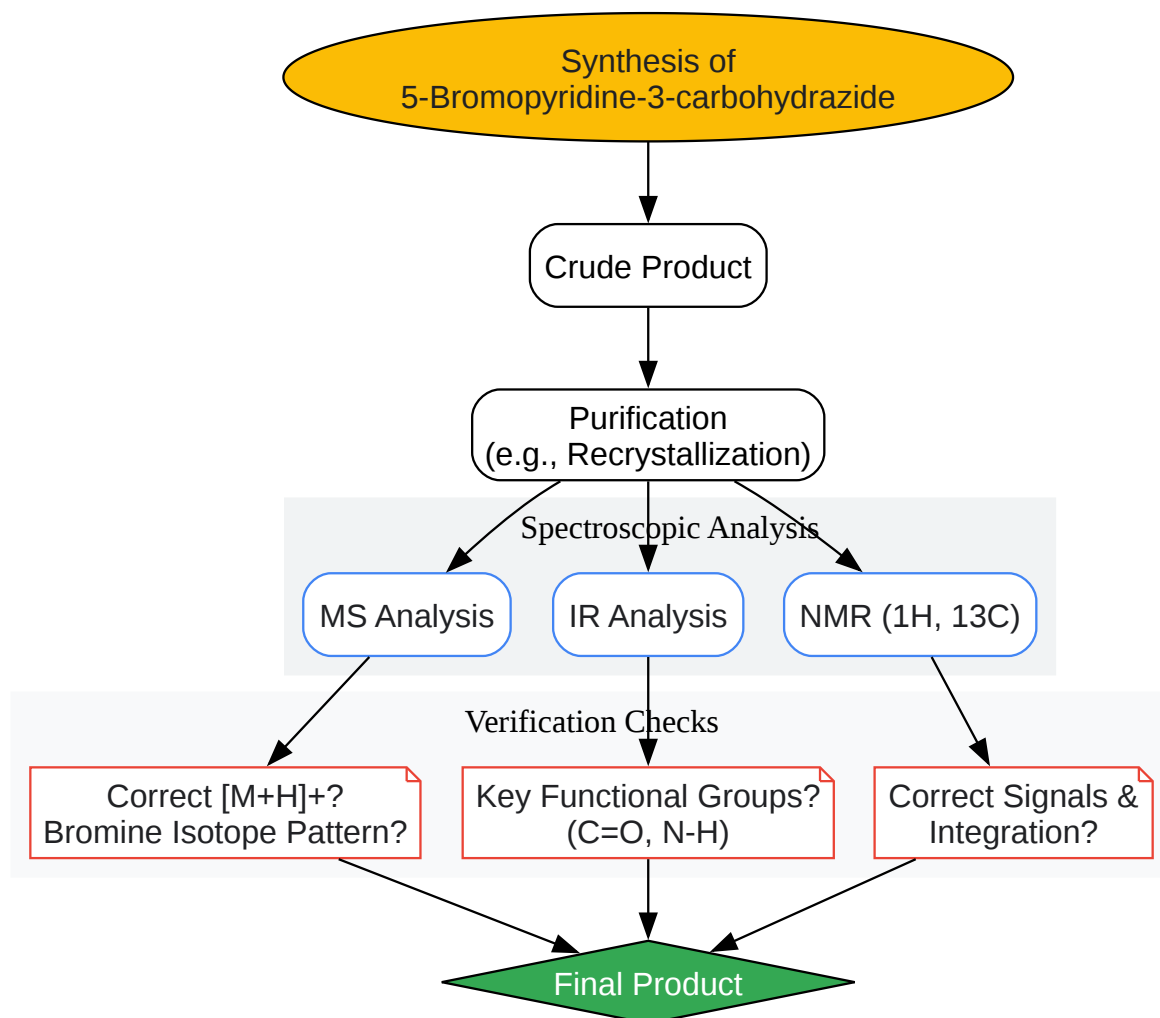 Synthesis of
5-Bromopyridine-3-carbohydrazide
Crude Product
Purification
(e.g., Recrystallization)
Spectroscopic Analysis
MS Analysis
IR Analysis
NMR (1H, 13C)
Verification Checks
Correct [M+H]+?
Bromine Isotope Pattern?
Key Functional Groups?
(C=O, N-H)
Correct Signals &
Integration?
Final Product